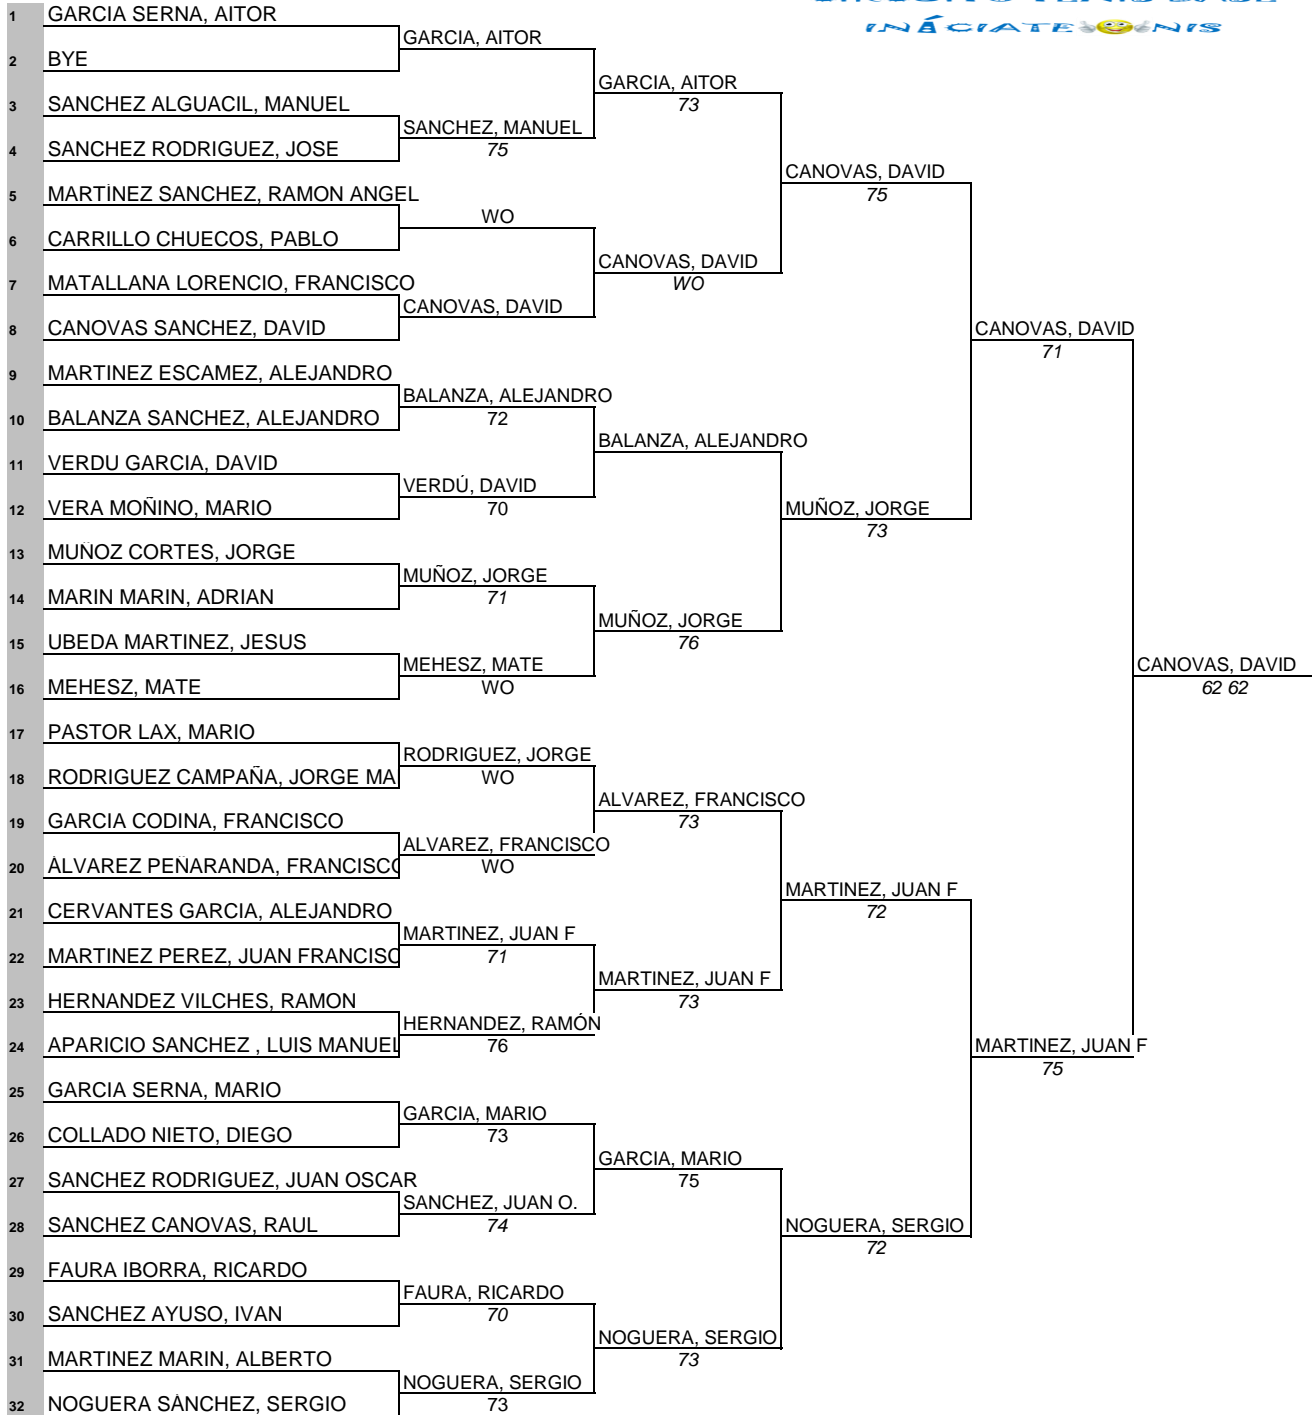 INÁCIATE NIS
1 GARCIA SERNA, AITOR
GARCIA, AITOR
2 BYE
GARCIA, AITOR
73
3 SANCHEZ ALGUACIL, MANUEL
SANCHEZ, MANUEL
75
4 SANCHEZ RODRIGUEZ, JOSE
CANOVAS, DAVID
75
5 MARTÍNEZ SANCHEZ, RAMON ANGEL
WO
6 CARRILLO CHUECOS, PABLO
CANOVAS, DAVID
WO
7 MATALLANA LORENCIO, FRANCISCO
CANOVAS, DAVID
8 CANOVAS SANCHEZ, DAVID
CANOVAS, DAVID
71
9 MARTINEZ ESCAMEZ, ALEJANDRO
BALANZA, ALEJANDRO
72
10 BALANZA SANCHEZ, ALEJANDRO
BALANZA, ALEJANDRO
11 VERDU GARCIA, DAVID
VERDÚ, DAVID
70
12 VERA MOÑINO, MARIO
MUÑOZ, JORGE
73
13 MUÑOZ CORTES, JORGE
MUÑOZ, JORGE
71
14 MARIN MARIN, ADRIAN
MUÑOZ, JORGE
76
15 UBEDA MARTINEZ, JESUS
MEHESZ, MATE
WO
16 MEHESZ, MATE
CANOVAS, DAVID
62 62
17 PASTOR LAX, MARIO
RODRIGUEZ, JORGE
WO
18 RODRIGUEZ CAMPAÑA, JORGE MA
ALVAREZ, FRANCISCO
73
19 GARCIA CODINA, FRANCISCO
ALVAREZ, FRANCISCO
WO
20 ÁLVAREZ PEÑARANDA, FRANCISCO
MARTINEZ, JUAN F
72
21 CERVANTES GARCIA, ALEJANDRO
MARTINEZ, JUAN F
71
22 MARTINEZ PEREZ, JUAN FRANCISC
MARTINEZ, JUAN F
73
23 HERNANDEZ VILCHES, RAMON
HERNANDEZ, RAMÓN
76
24 APARICIO SANCHEZ , LUIS MANUEL
MARTINEZ, JUAN F
75
25 GARCIA SERNA, MARIO
GARCIA, MARIO
73
26 COLLADO NIETO, DIEGO
GARCIA, MARIO
75
27 SANCHEZ RODRIGUEZ, JUAN OSCAR
SANCHEZ, JUAN O.
74
28 SANCHEZ CANOVAS, RAUL
NOGUERA, SERGIO
72
29 FAURA IBORRA, RICARDO
FAURA, RICARDO
70
30 SANCHEZ AYUSO, IVAN
NOGUERA, SERGIO
73
31 MARTINEZ MARIN, ALBERTO
NOGUERA, SERGIO
73
32 NOGUERA SÁNCHEZ, SERGIO